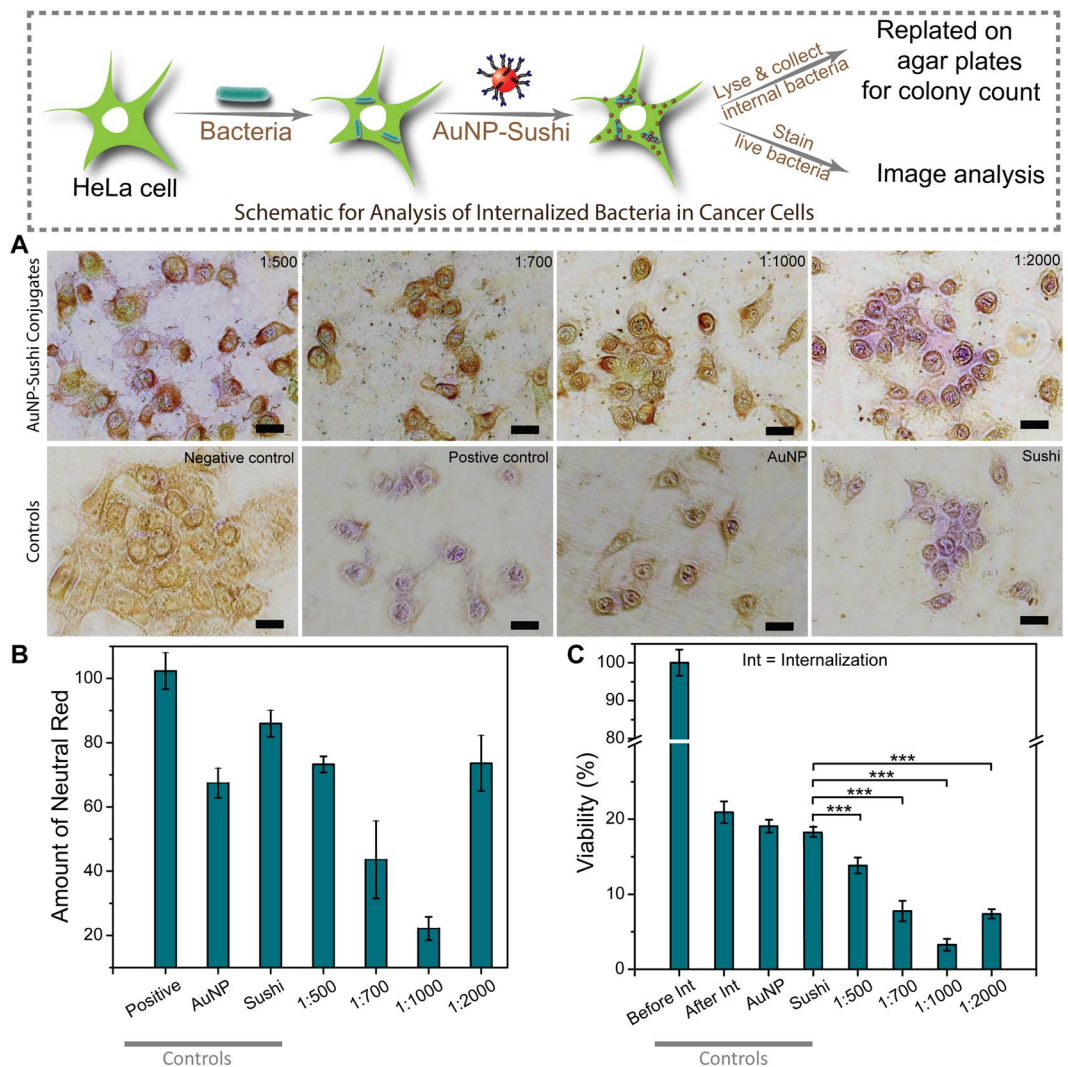 HeLa cell
Bacteria
AuNP-Sushi
Lyse & collect
internal bacteria
Stain
live bacteria
Replated on
agar plates
for colony count
Image analysis
Schematic for Analysis of Internalized Bacteria in Cancer Cells
A
AuNP-Sushi Conjugates
1:500
1:700
1:1000
1:2000
Controls
Negative control
Postive control
AuNP
Sushi
B
Amount of Neutral Red
100
80
60
40
20
Positive
AuNP
Sushi
1:500
1:700
1:1000
1:2000
Controls
C
Int = Internalization
Viability (%)
100
90
80
20
10
0
***
***
***
***
Before Int
After Int
AuNP
Sushi
1:500
1:700
1:1000
1:2000
Controls